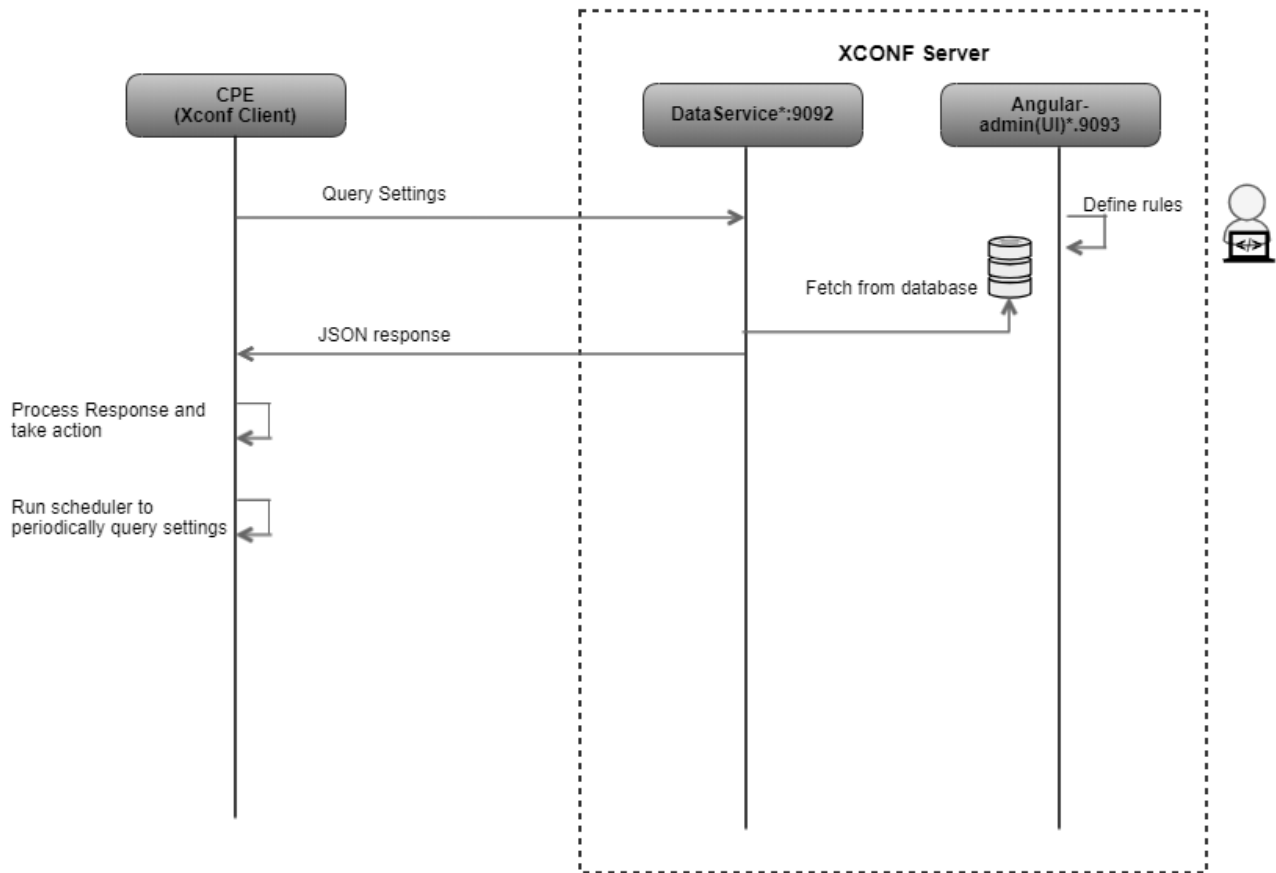 XCONF Server
CPE
(Xconf Client)
DataService*:9092
Angular-
admin(UI)*.9093
Query Settings
Define rules
</>
Fetch from database
JSON response
Process Response and
take action
Run scheduler to
periodically query settings